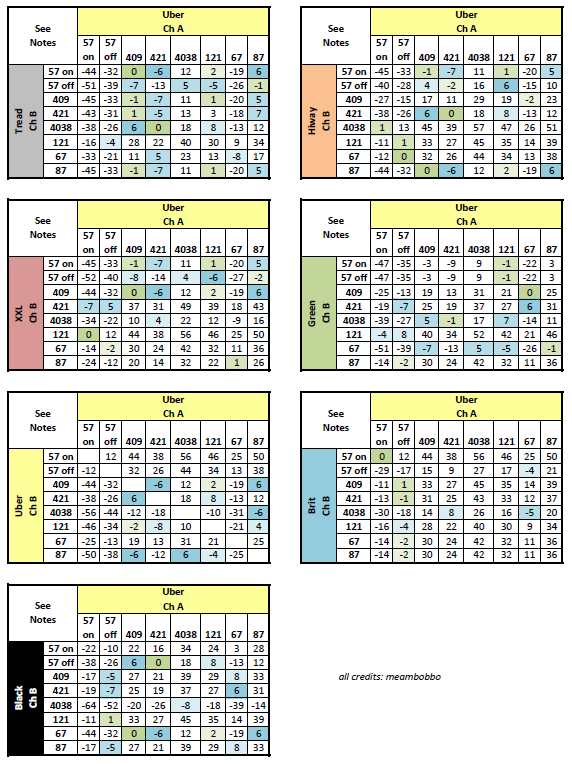 See Notes
Uber
Ch A
57 on 57 off 409 421 4038 121 67 87
Tread Ch B
57 on -44 -32 0 -6 12 2 -19 6
57 off -51 -39 -7 -13 5 -5 -26 -1
409 -45 -33 -1 -7 11 1 -20 5
421 -43 -31 1 -5 13 3 -18 7
4038 -38 -26 6 0 18 8 -13 12
121 -16 -4 28 22 40 30 9 34
67 -33 -21 11 5 23 13 -8 17
87 -45 -33 -1 -7 11 1 -20 5
See Notes
Uber
Ch A
57 on 57 off 409 421 4038 121 67 87
Hiway Ch B
57 on -45 -33 -1 -7 11 1 -20 5
57 off -40 -28 4 -2 16 6 -15 10
409 -27 -15 17 11 29 19 -2 23
421 -38 -26 6 0 18 8 -13 12
4038 1 13 45 39 57 47 26 51
121 -11 1 33 27 45 35 14 39
67 -12 0 32 26 44 34 13 38
87 -44 -32 0 -6 12 2 -19 6
See Notes
Uber
Ch A
57 on 57 off 409 421 4038 121 67 87
XXL Ch B
57 on -45 -33 -1 -7 11 1 -20 5
57 off -52 -40 -8 -14 4 -6 -27 -2
409 -44 -32 0 -6 12 2 -19 6
421 -7 5 37 31 49 39 18 43
4038 -34 -22 10 4 22 12 -9 16
121 0 12 44 38 56 46 25 50
67 -14 -2 30 24 42 32 11 36
87 -24 -12 20 14 32 22 1 26
See Notes
Uber
Ch A
57 on 57 off 409 421 4038 121 67 87
Green Ch B
57 on -47 -35 -3 -9 9 -1 -22 3
57 off -47 -35 -3 -9 9 -1 -22 3
409 -25 -13 19 13 31 21 0 25
421 -19 -7 25 19 37 27 6 31
4038 -39 -27 5 -1 17 7 -14 11
121 -4 8 40 34 52 42 21 46
67 -51 -39 -7 -13 5 -5 -26 -1
87 -14 -2 30 24 42 32 11 36
See Notes
Uber
Ch A
57 on 57 off 409 421 4038 121 67 87
Uber Ch B
57 on 12 44 38 56 46 25 50
57 off -12 32 26 44 34 13 38
409 -44 -32 -6 12 2 -19 6
421 -38 -26 6 18 8 -13 12
4038 -56 -44 -12 -18 -10 -31 -6
121 -46 -34 -2 -8 10 -21 4
67 -25 -13 19 13 31 21 25
87 -50 -38 -6 -12 6 -4 -25
See Notes
Uber
Ch A
57 on 57 off 409 421 4038 121 67 87
Brit Ch B
57 on 0 12 44 38 56 46 25 50
57 off -29 -17 15 9 27 17 -4 21
409 -11 1 33 27 45 35 14 39
421 -13 -1 31 25 43 33 12 37
4038 -30 -18 14 8 26 16 -5 20
121 -16 -4 28 22 40 30 9 34
67 -14 -2 30 24 42 32 11 36
87 -14 -2 30 24 42 32 11 36
See Notes
Uber
Ch A
57 on 57 off 409 421 4038 121 67 87
Black Ch B
57 on -22 -10 22 16 34 24 3 28
57 off -38 -26 6 0 18 8 -13 12
409 -17 -5 27 21 39 29 8 33
421 -19 -7 25 19 37 27 6 31
4038 -64 -52 -20 -26 -8 -18 -39 -14
121 -11 1 33 27 45 35 14 39
67 -44 -32 0 -6 12 2 -19 6
87 -17 -5 27 21 39 29 8 33
all credits: meambobbo